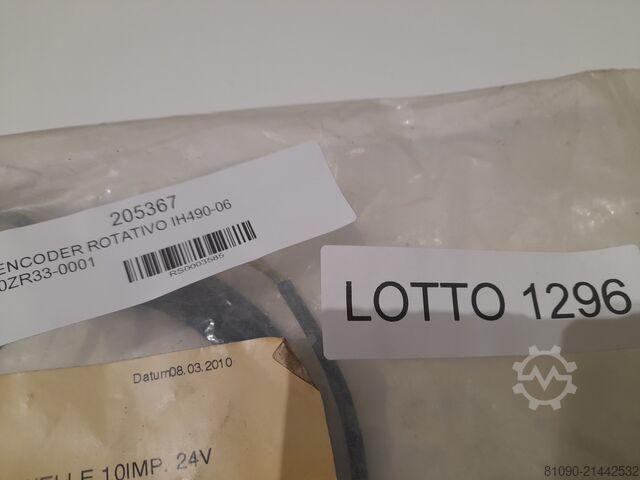 205367
ENCODER ROTATIVO IH490-06
0ZR33-0001
RS0003585
LOTTO 1296
Datum08.03.2010
ELLE 10IMP. 24V
81090-21442532